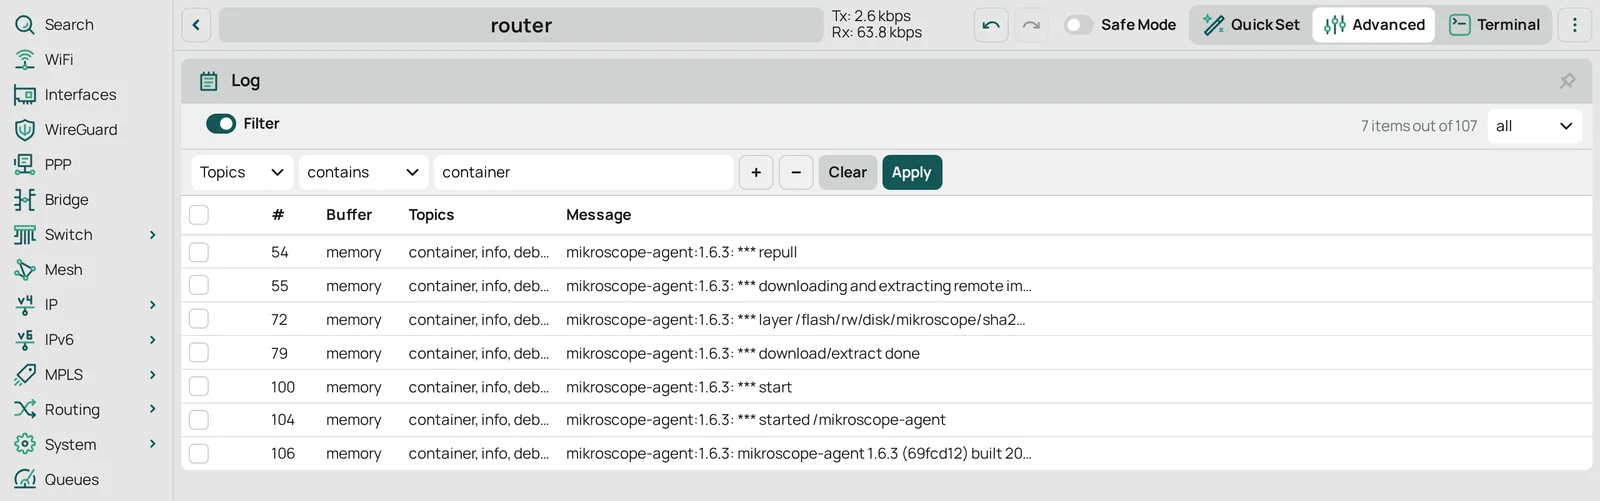 Search
WiFi
Interfaces
WireGuard
PPP
Bridge
Switch
Mesh
v4 IP
v6 IPv6
MPLS
Routing
System
Queues
router
Tx: 2.6 kbps
Rx: 63.8 kbps
Safe Mode
Quick Set
Advanced
Terminal
Log
Filter
7 items out of 107
all
Topics contains container + − Clear Apply
# Buffer Topics Message
54 memory container, info, deb... mikroscope-agent:1.6.3: *** repull
55 memory container, info, deb... mikroscope-agent:1.6.3: *** downloading and extracting remote im...
72 memory container, info, deb... mikroscope-agent:1.6.3: *** layer /flash/rw/disk/mikroscope/sha2...
79 memory container, info, deb... mikroscope-agent:1.6.3: *** download/extract done
100 memory container, info, deb... mikroscope-agent:1.6.3: *** start
104 memory container, info, deb... mikroscope-agent:1.6.3: *** started /mikroscope-agent
106 memory container, info, deb... mikroscope-agent:1.6.3: mikroscope-agent 1.6.3 (69fcd12) built 20...